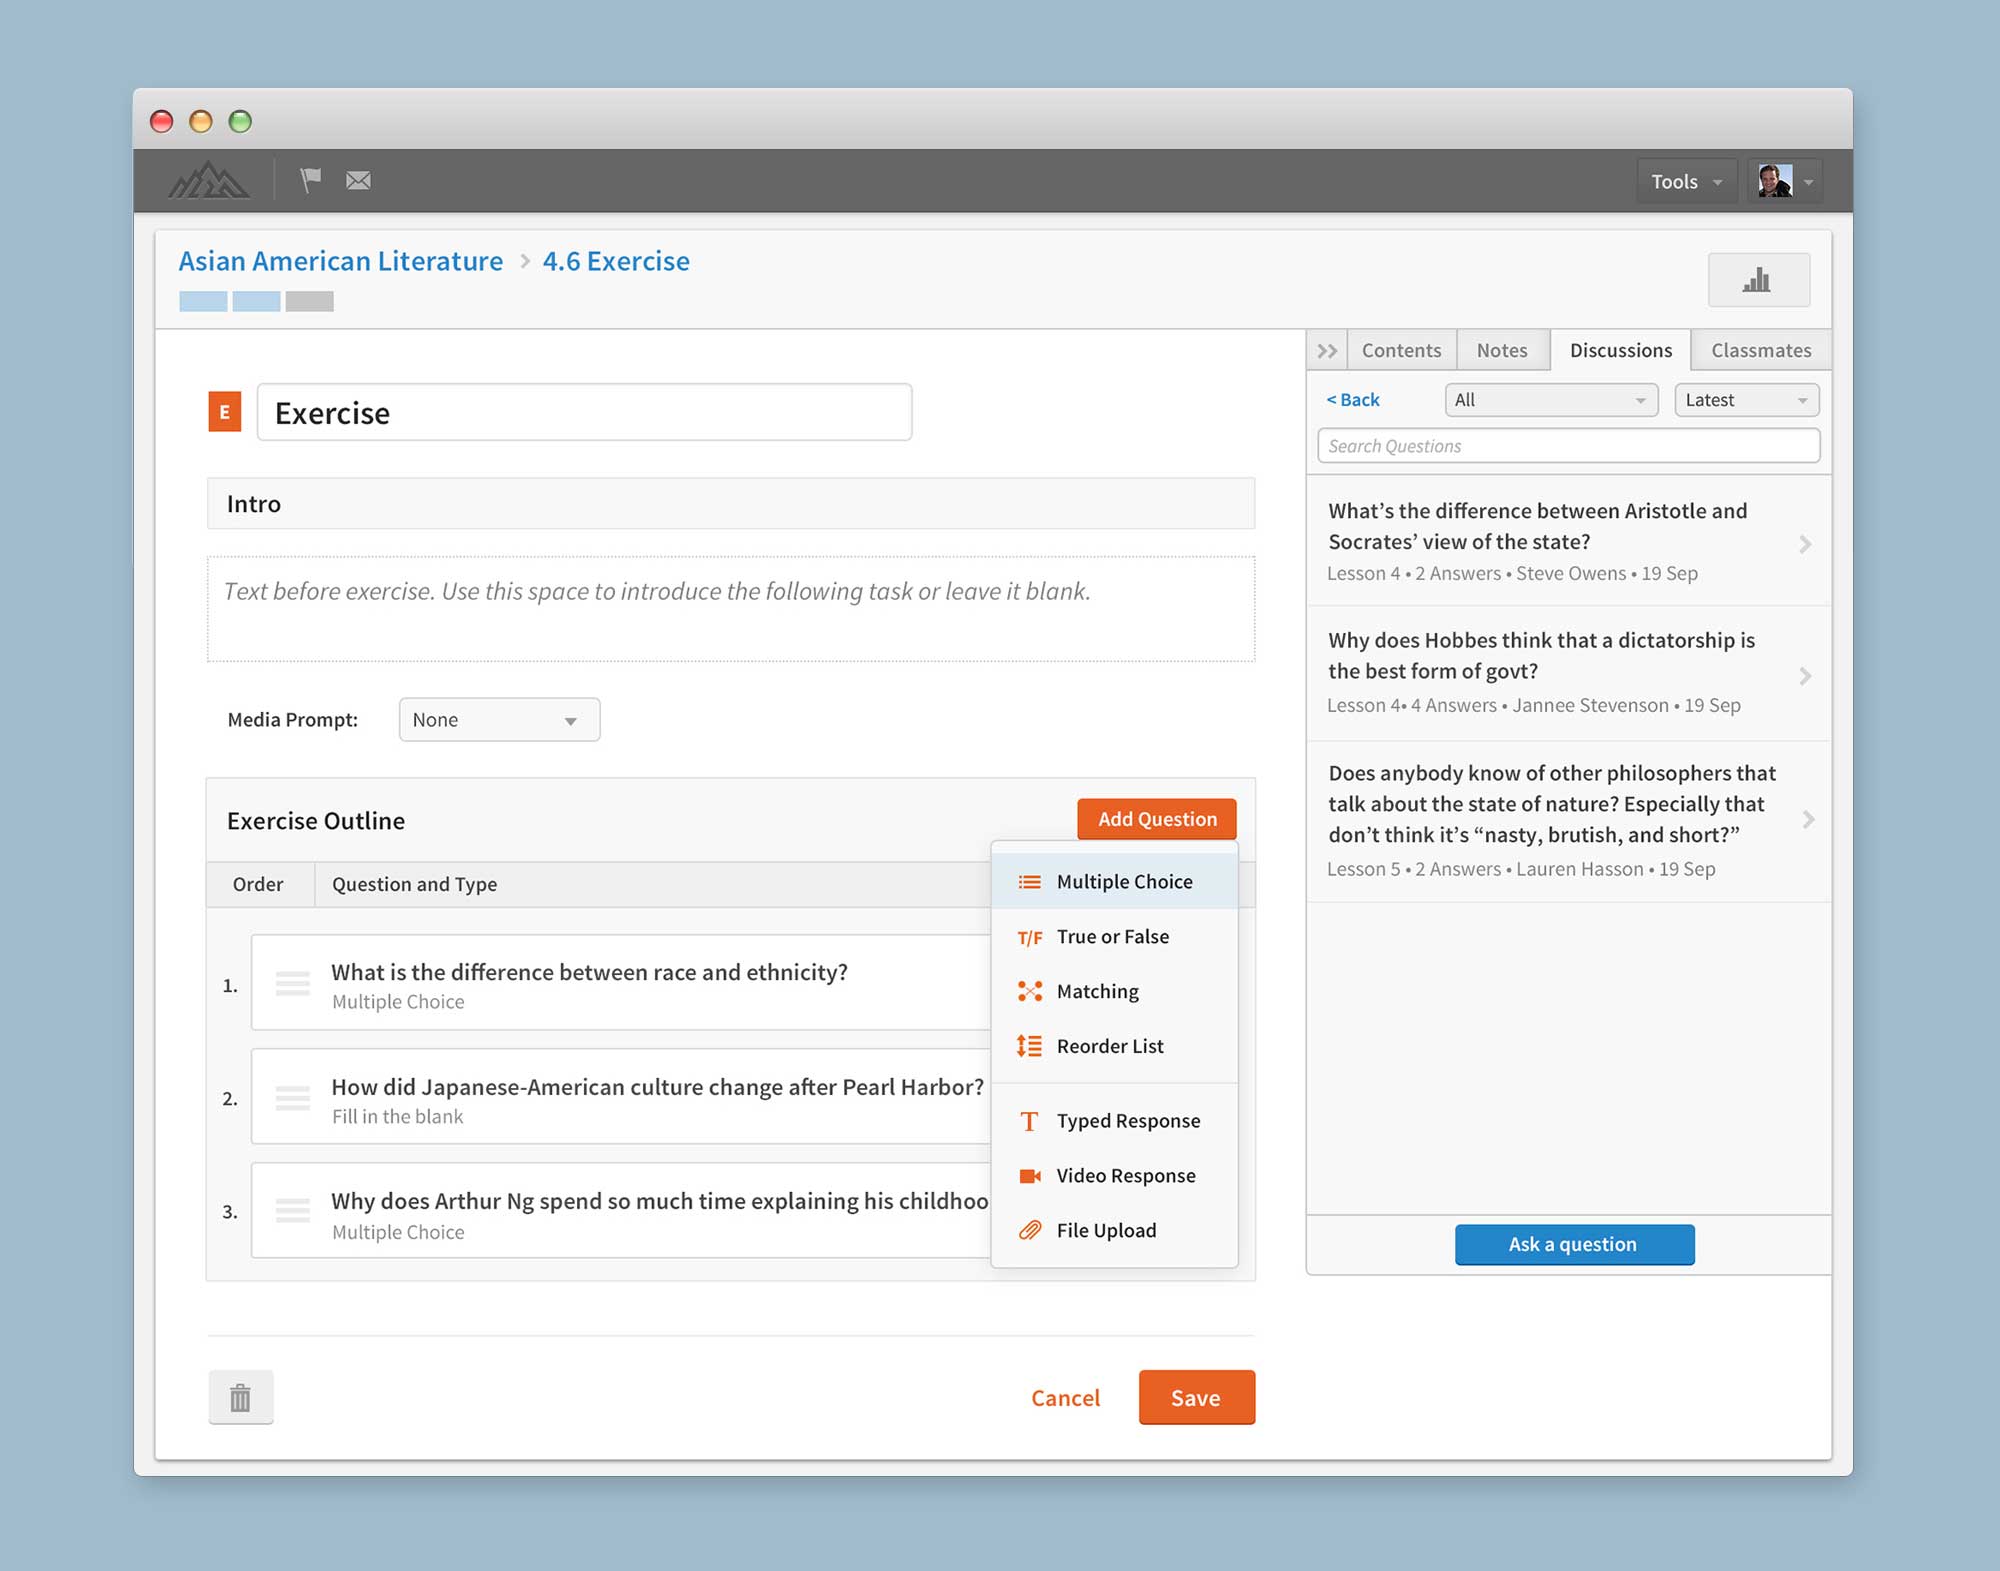 Tools
Asian American Literature > 4.6 Exercise
E
Exercise
Intro
Text before exercise. Use this space to introduce the following task or leave it blank.
Media Prompt:
None
Exercise Outline
Add Question
Order
Question and Type
1.
What is the difference between race and ethnicity?
Multiple Choice
2.
How did Japanese-American culture change after Pearl Harbor?
Fill in the blank
3.
Why does Arthur Ng spend so much time explaining his childhoo
Multiple Choice
Multiple Choice
T/F True or False
Matching
Reorder List
T Typed Response
Video Response
File Upload
Cancel
Save
Contents
Notes
Discussions
Classmates
< Back
All
Latest
Search Questions
What’s the difference between Aristotle and
Socrates’ view of the state?
Lesson 4 • 2 Answers • Steve Owens • 19 Sep
Why does Hobbes think that a dictatorship is
the best form of govt?
Lesson 4• 4 Answers • Jannee Stevenson • 19 Sep
Does anybody know of other philosophers that
talk about the state of nature? Especially that
don’t think it’s “nasty, brutish, and short?”
Lesson 5 • 2 Answers • Lauren Hasson • 19 Sep
Ask a question